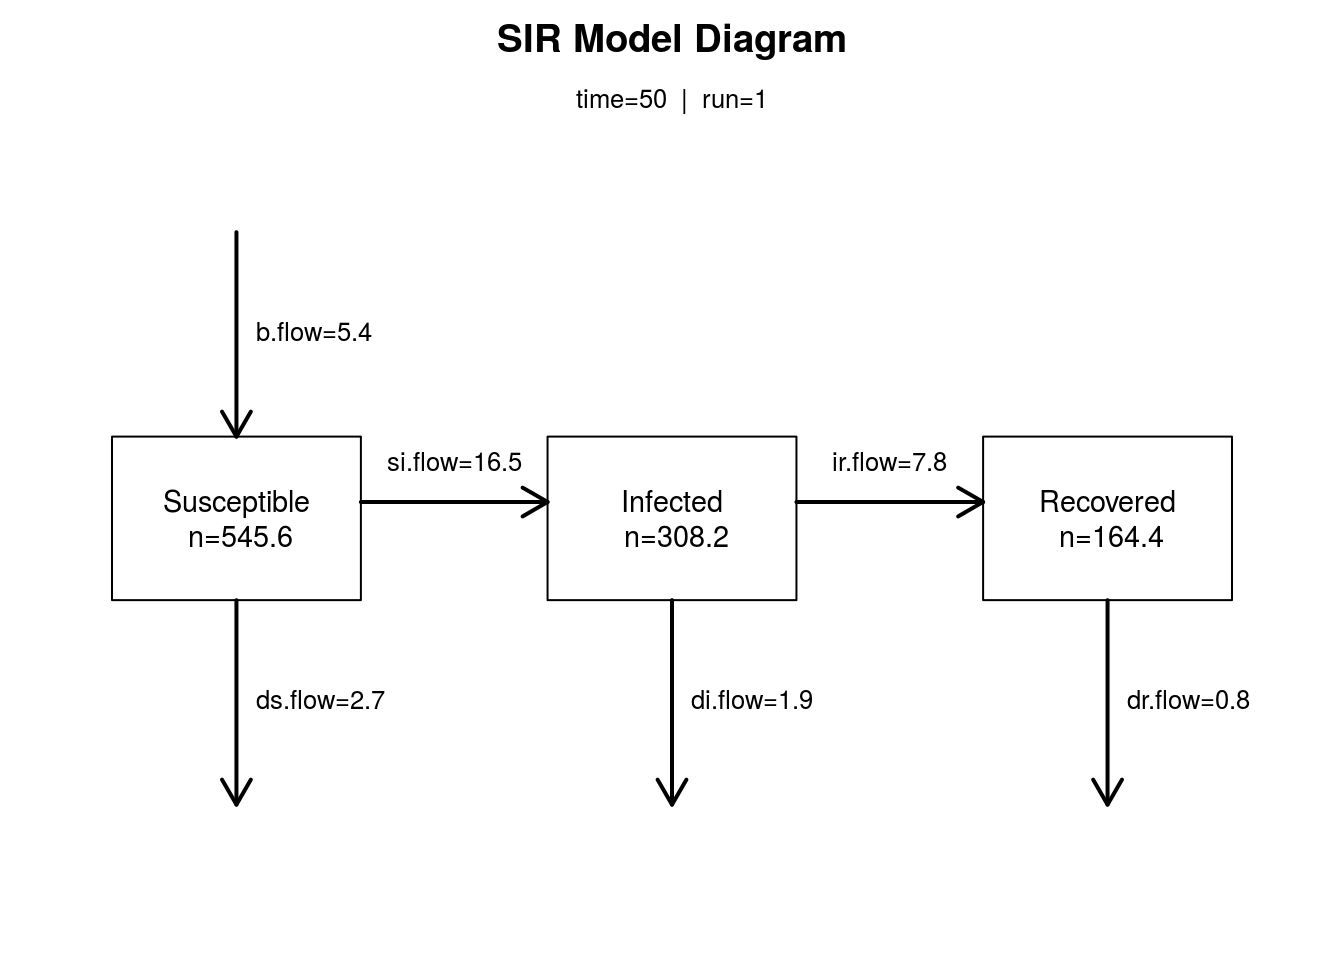 SIR Model Diagram
time=50 | run=1
b.flow=5.4
si.flow=16.5
ir.flow=7.8
Susceptible
n=545.6
Infected
n=308.2
Recovered
n=164.4
ds.flow=2.7
di.flow=1.9
dr.flow=0.8